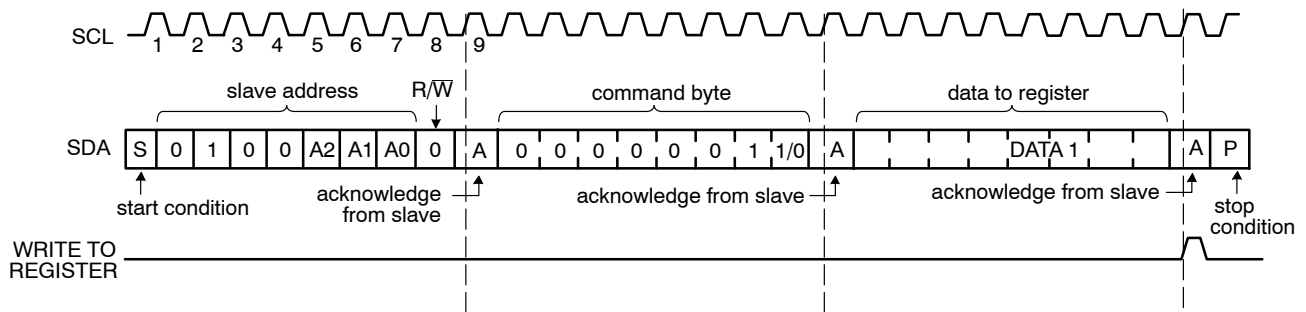 SCL
1 2 3 4 5 6 7 8 9
slave address R/W̅ command byte data to register
SDA S 0 1 0 0 A2 A1 A0 0 A 0 0 0 0 0 0 1 1/0 A DATA 1 A P
start condition
acknowledge
from slave
acknowledge from slave
acknowledge from slave
stop
condition
WRITE TO
REGISTER